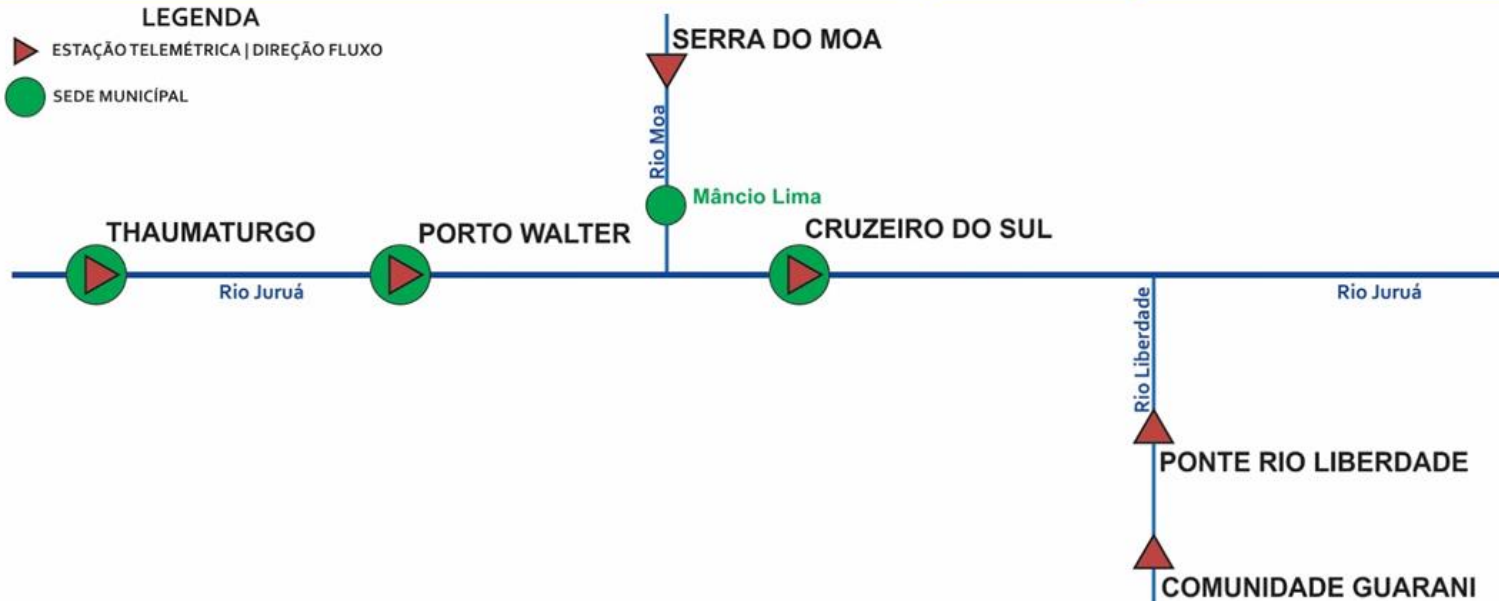 LEGENDA
ESTAÇÃO TELEMÉTRICA | DIREÇÃO FLUXO
SEDE MUNICÍPAL
SERRA DO MOA
Rio Moa
Mâncio Lima
THAUMATURGO
PORTO WALTER
CRUZEIRO DO SUL
Rio Juruá
Rio Juruá
Rio Liberdade
PONTE RIO LIBERDADE
COMUNIDADE GUARANI